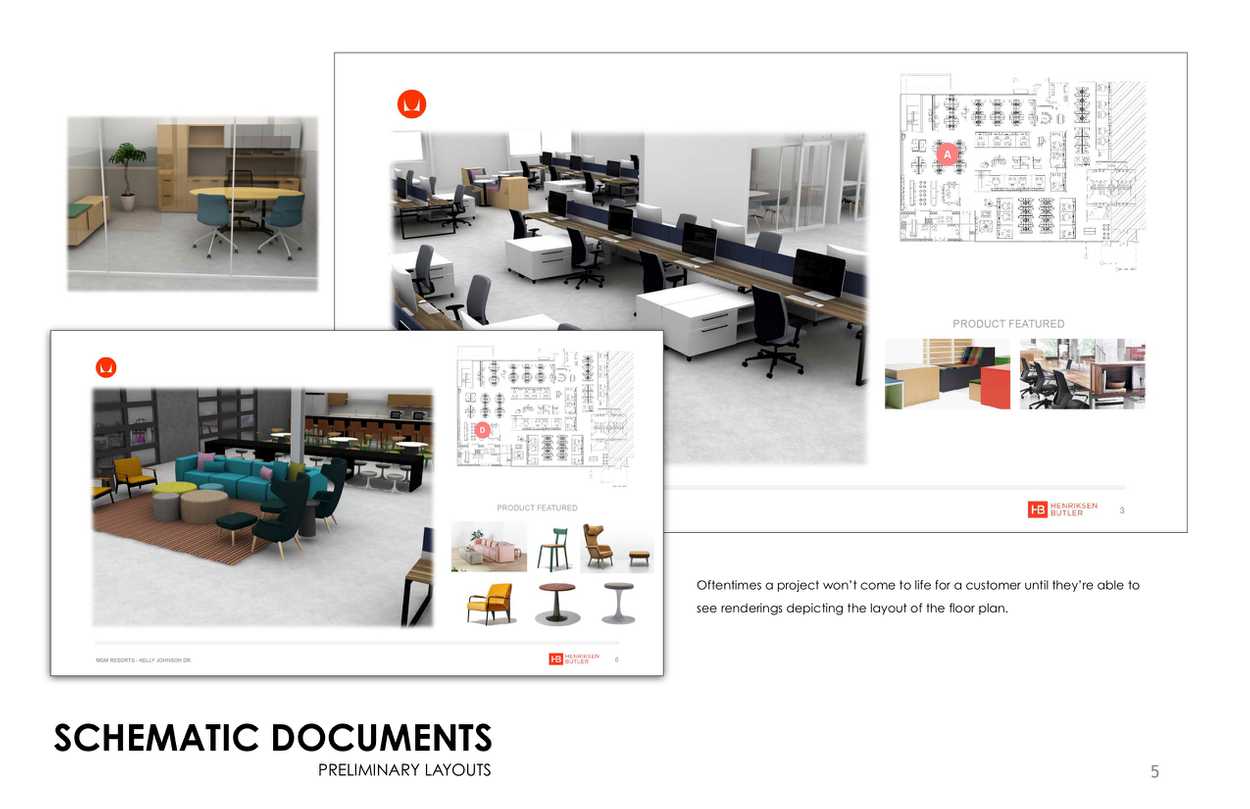 A
PRODUCT FEATURED
HB HENRIKSEN
BUTLER
3
D
PRODUCT FEATURED
MGM RESORTS - KELLY JOHNSON DR.
HB HENRIKSEN
BUTLER
6
Oftentimes a project won’t come to life for a customer until they’re able to
see renderings depicting the layout of the floor plan.
SCHEMATIC DOCUMENTS
PRELIMINARY LAYOUTS
5